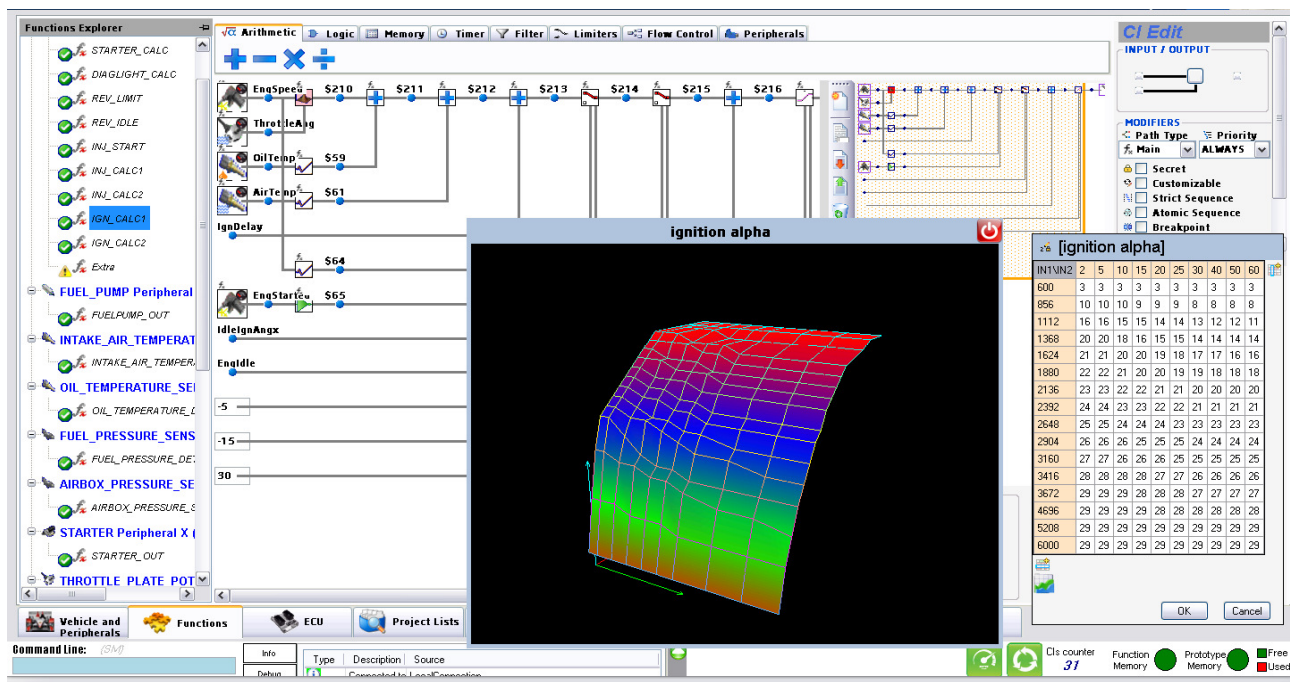 Functions Explorer
STARTER_CALC
DIAGLIGHT_CALC
REV_LIMIT
REV_IDLE
INJ_START
INJ_CALC1
INJ_CALC2
IGN_CALC1
IGN_CALC2
Extra
FUEL_PUMP Peripheral
FUELPUMP_OUT
INTAKE_AIR_TEMPERAT
INTAKE_AIR_TEMPER
OIL_TEMPERATURE_SE
OIL_TEMPERATURE_D
FUEL_PRESSURE_SENS
FUEL_PRESSURE_DE
AIRBOX_PRESSURE_SE
AIRBOX_PRESSURE_S
STARTER Peripheral X (
STARTER_OUT
THROTTLE PLATE POT
√α Arithmetic Logic Memory Timer Filter Limiters Flow Control Peripherals
EngSpeed $210 $211 $212 $213 $214 $215 $216
ThrottleAng
OilTemp $59
AirTemp $61
IgnDelay
$64
EngStarted $65
IdleIgnAngx
EngIdle
-5
-15
30
CI Edit
INPUT / OUTPUT
MODIFIERS
Path Type Priority
fx Main ALWAYS
Secret
Customizable
Strict Sequence
Atomic Sequence
Breakpoint
ignition alpha
[ignition alpha]
IN1\IN2 2 5 10 15 20 25 30 40 50 60
600 3 3 3 3 3 3 3 3 3 3
856 10 10 10 9 9 9 8 8 8 8
1112 16 16 15 15 14 14 13 12 12 11
1368 20 20 18 16 15 15 14 14 14 14
1624 21 21 20 20 19 18 17 17 16 16
1880 22 22 21 20 20 19 19 18 18 18
2136 23 23 22 22 21 21 20 20 20 20
2392 24 24 23 23 22 22 21 21 21 21
2648 25 25 24 24 24 23 23 23 23 23
2904 26 26 26 25 25 25 24 24 24 24
3160 27 27 26 26 26 25 25 25 25 25
3416 28 28 28 28 27 27 26 26 26 26
3672 29 29 29 28 28 28 27 27 27 27
4696 29 29 29 29 29 28 28 28 28 28
5208 29 29 29 29 29 29 29 29 29 29
6000 29 29 29 29 29 29 29 29 29 29
OK Cancel
Vehicle and
Peripherals
Functions
ECU
Project Lists
Command Line: (SM)
Info
Debug
Type Description Source
Connected to LocalConnection
CIs counter
31
Function
Memory
Prototype
Memory
Free
Used